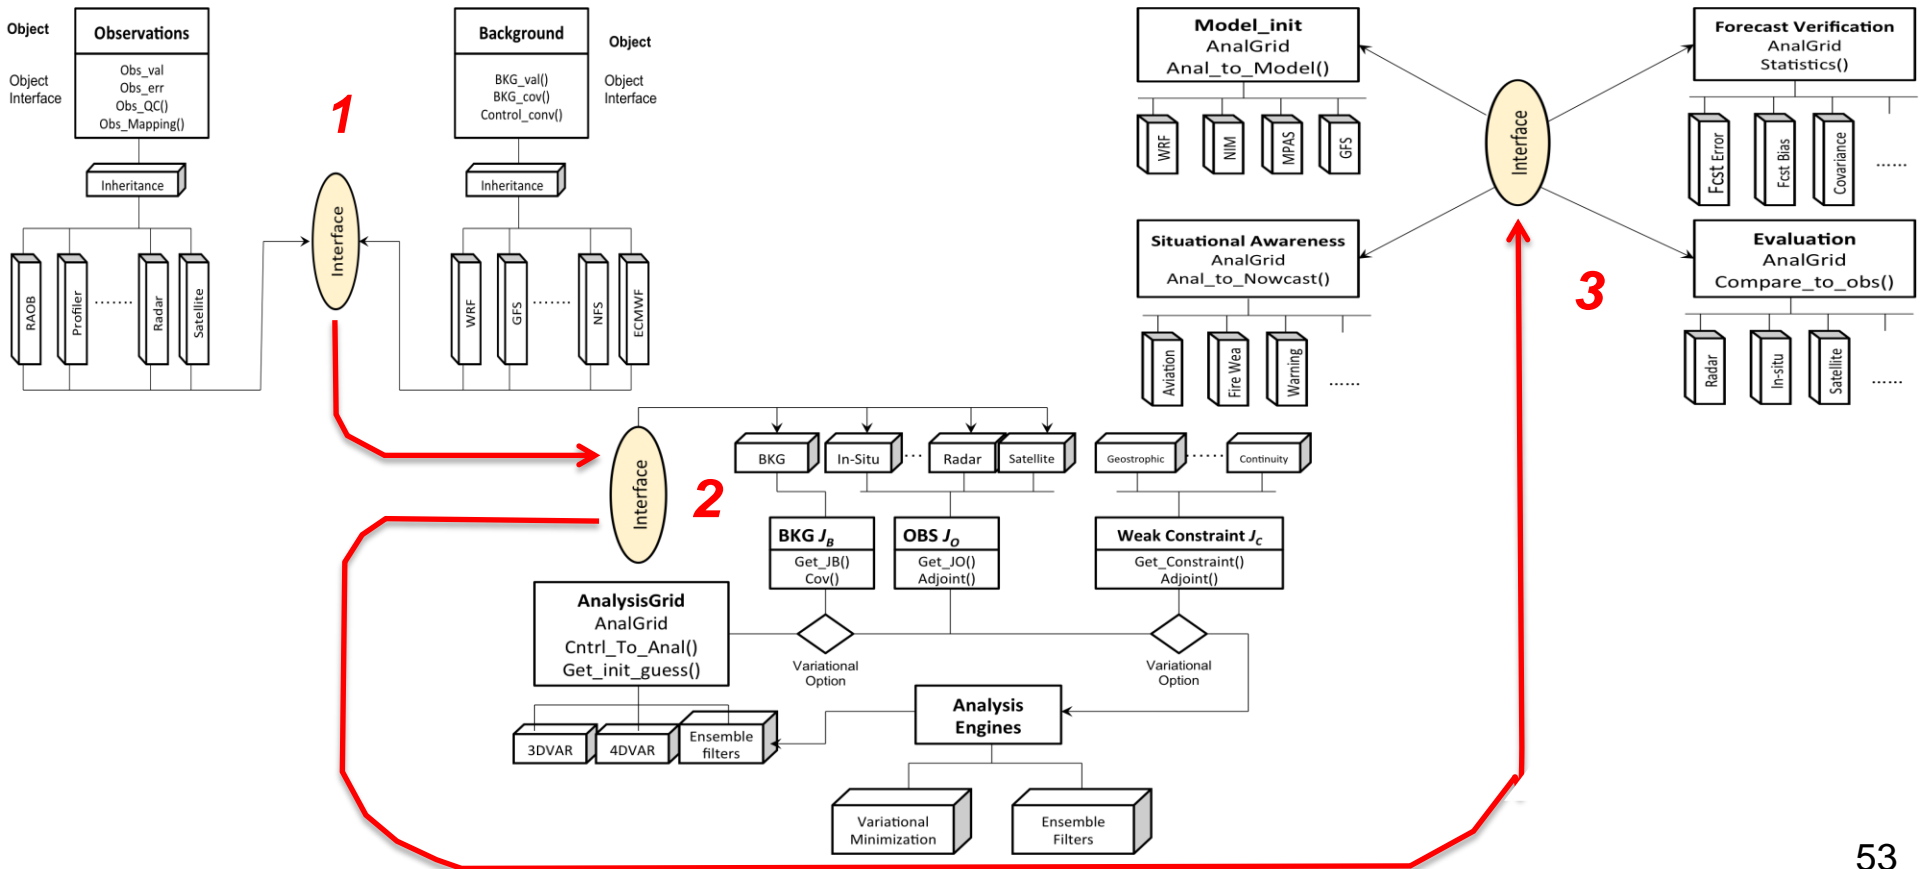 Object
Observations
Object
Interface
Obs_val
Obs_err
Obs_QC()
Obs_Mapping()
Inheritance
RAOB
Profiler
........
Radar
Satellite
1
Interface
Background
Object
BKG_val()
BKG_cov()
Control_conv()
Object
Interface
Inheritance
WRF
GFS
........
NFS
ECMWF
Model_init
AnalGrid
Anal_to_Model()
WRF
NIM
MPAS
GFS
Forecast Verification
AnalGrid
Statistics()
Fcst Error
Fcst Bias
Covariance
......
Interface
Situational Awareness
AnalGrid
Anal_to_Nowcast()
Aviation
Fire Wea
Warning
......
3
Evaluation
AnalGrid
Compare_to_obs()
Radar
In-situ
Satellite
......
Interface
2
BKG
In-Situ
...
Radar
Satellite
Geostrophic
......
Continuity
BKG J_B
Get_JB()
Cov()
OBS J_O
Get_JO()
Adjoint()
Weak Constraint J_C
Get_Constraint()
Adjoint()
AnalysisGrid
AnalGrid
Cntrl_To_Anal()
Get_init_guess()
Variational
Option
Variational
Option
3DVAR
4DVAR
Ensemble
filters
Analysis
Engines
Variational
Minimization
Ensemble
Filters
53